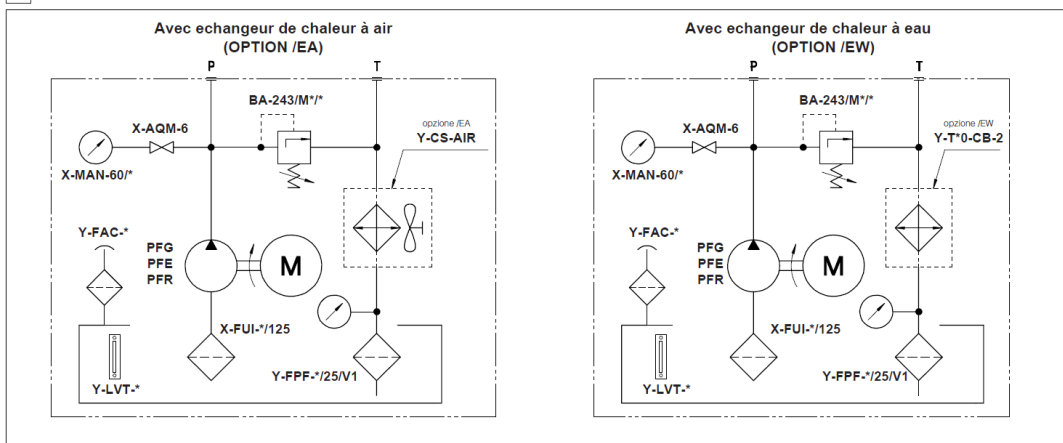 Avec echangeur de chaleur à air
(OPTION /EA)
P
T
BA-243/M*/*
X-AQM-6
opzione /EA
Y-CS-AIR
X-MAN-60/*
Y-FAC-*
PFG
PFE
PFR
M
X-FUI-*/125
Y-FPF-*/25/V1
Y-LVT-*
Avec echangeur de chaleur à eau
(OPTION /EW)
P
T
BA-243/M*/*
X-AQM-6
opzione /EW
Y-T*0-CB-2
X-MAN-60/*
Y-FAC-*
PFG
PFE
PFR
M
X-FUI-*/125
Y-FPF-*/25/V1
Y-LVT-*